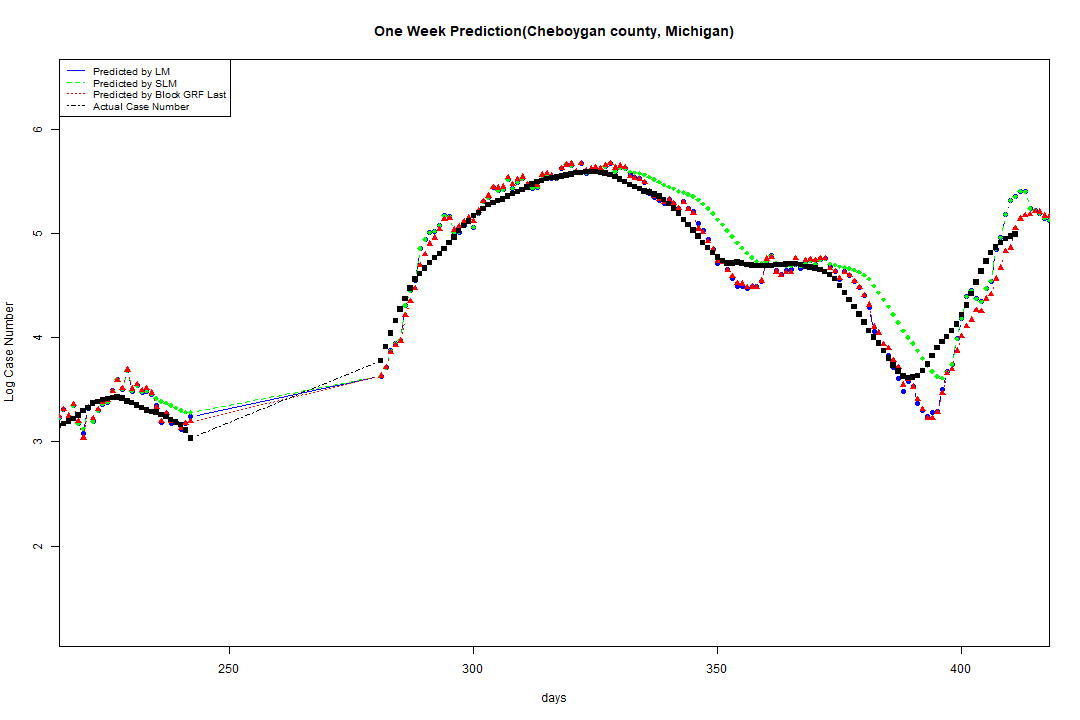 One Week Prediction(Cheboygan county, Michigan)
Predicted by LM
Predicted by SLM
Predicted by Block GRF Last
Actual Case Number
6
5
4
3
2
Log Case Number
250 300 350 400
days